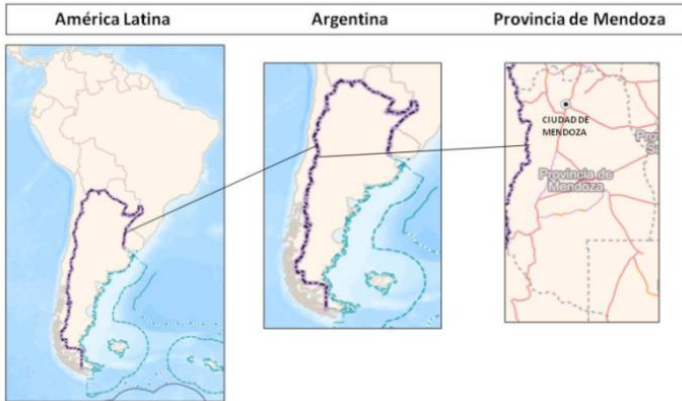 América Latina
Argentina
Provincia de Mendoza
CIUDAD DE
MENDOZA
Provincia de
Mendoza